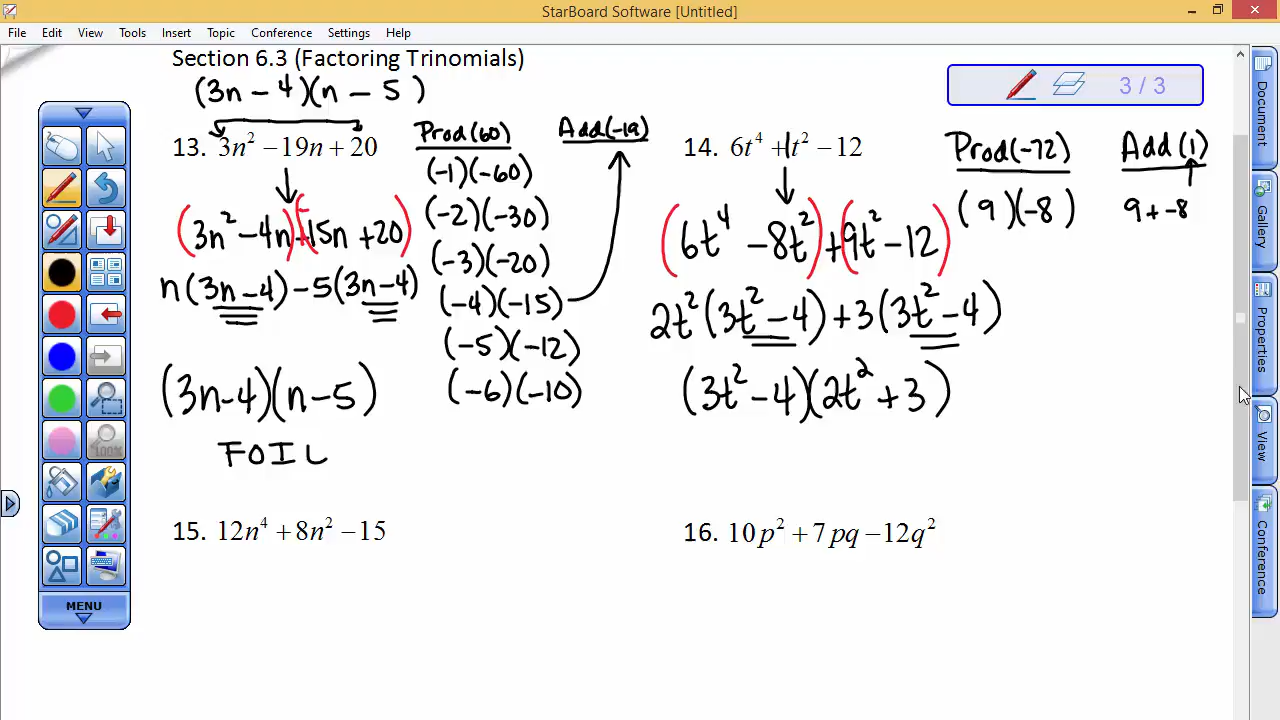 StarBoard Software [Untitled]
File Edit View Tools Insert Topic Conference Settings Help
Section 6.3 (Factoring Trinomials)
3 / 3
(3n - 4)(n - 5)
13. 3n² - 19n + 20
(3n² - 4n) + (-15n + 20)
n(3n-4) - 5(3n-4)
(3n-4)(n-5)
FOIL
Prod(60) Add(-19)
(-1)(-60)
(-2)(-30)
(-3)(-20)
(-4)(-15)
(-5)(-12)
(-6)(-10)
14. 6t⁴ + 1t² - 12
(6t⁴ - 8t²) + (9t² - 12)
2t²(3t² - 4) + 3(3t² - 4)
(3t² - 4)(2t² + 3)
Prod(-72) Add(1)
(9)(-8) 9 + -8
15. 12n⁴ + 8n² - 15
16. 10p² + 7pq - 12q²
100%
MENU
Document
Gallery
Properties
View
Conference